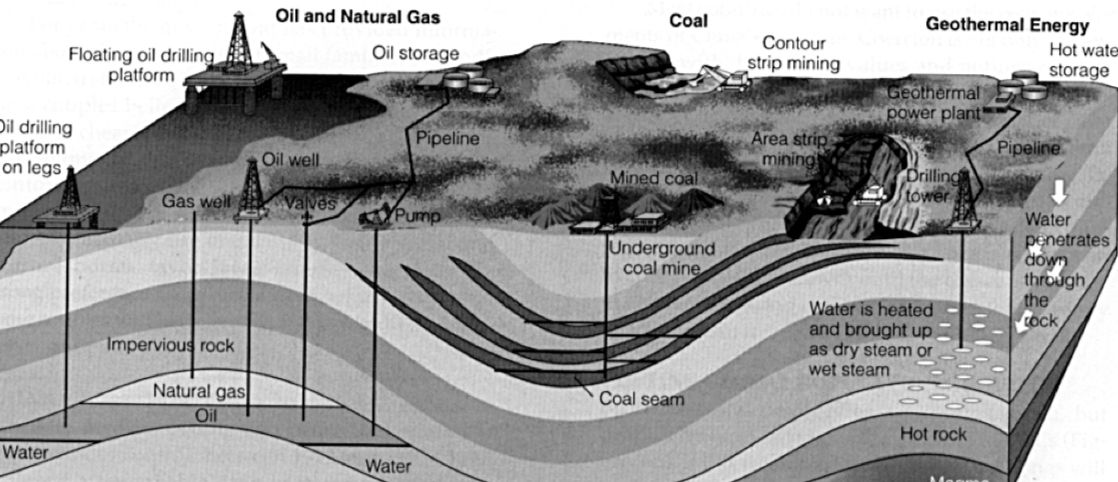 Oil and Natural Gas
Coal
Geothermal Energy
Floating oil drilling
platform
Oil storage
Contour
strip mining
Hot water
storage
Geothermal
power plant
Oil drilling
platform
on legs
Pipeline
Area strip
mining
Pipeline
Oil well
Mined coal
Drilling
tower
Gas well
Valves
Pump
Underground
coal mine
Water
penetrates
down
through
the
rock
Water is heated
and brought up
as dry steam or
wet steam
Impervious rock
Natural gas
Coal seam
Oil
Hot rock
Water
Water
Magma